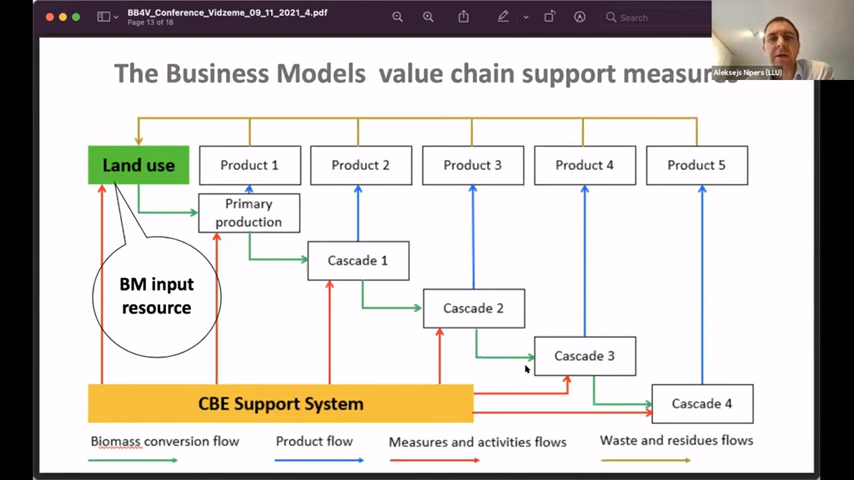 BB4V_Conference_Vidzeme_09_11_2021_4.pdf
Page 13 of 18
Search
Aleksejs Nipers (LLU)
The Business Models value chain support measures
Land use
Product 1
Product 2
Product 3
Product 4
Product 5
Primary
production
Cascade 1
BM input
resource
Cascade 2
Cascade 3
CBE Support System
Cascade 4
Biomass conversion flow
Product flow
Measures and activities flows
Waste and residues flows